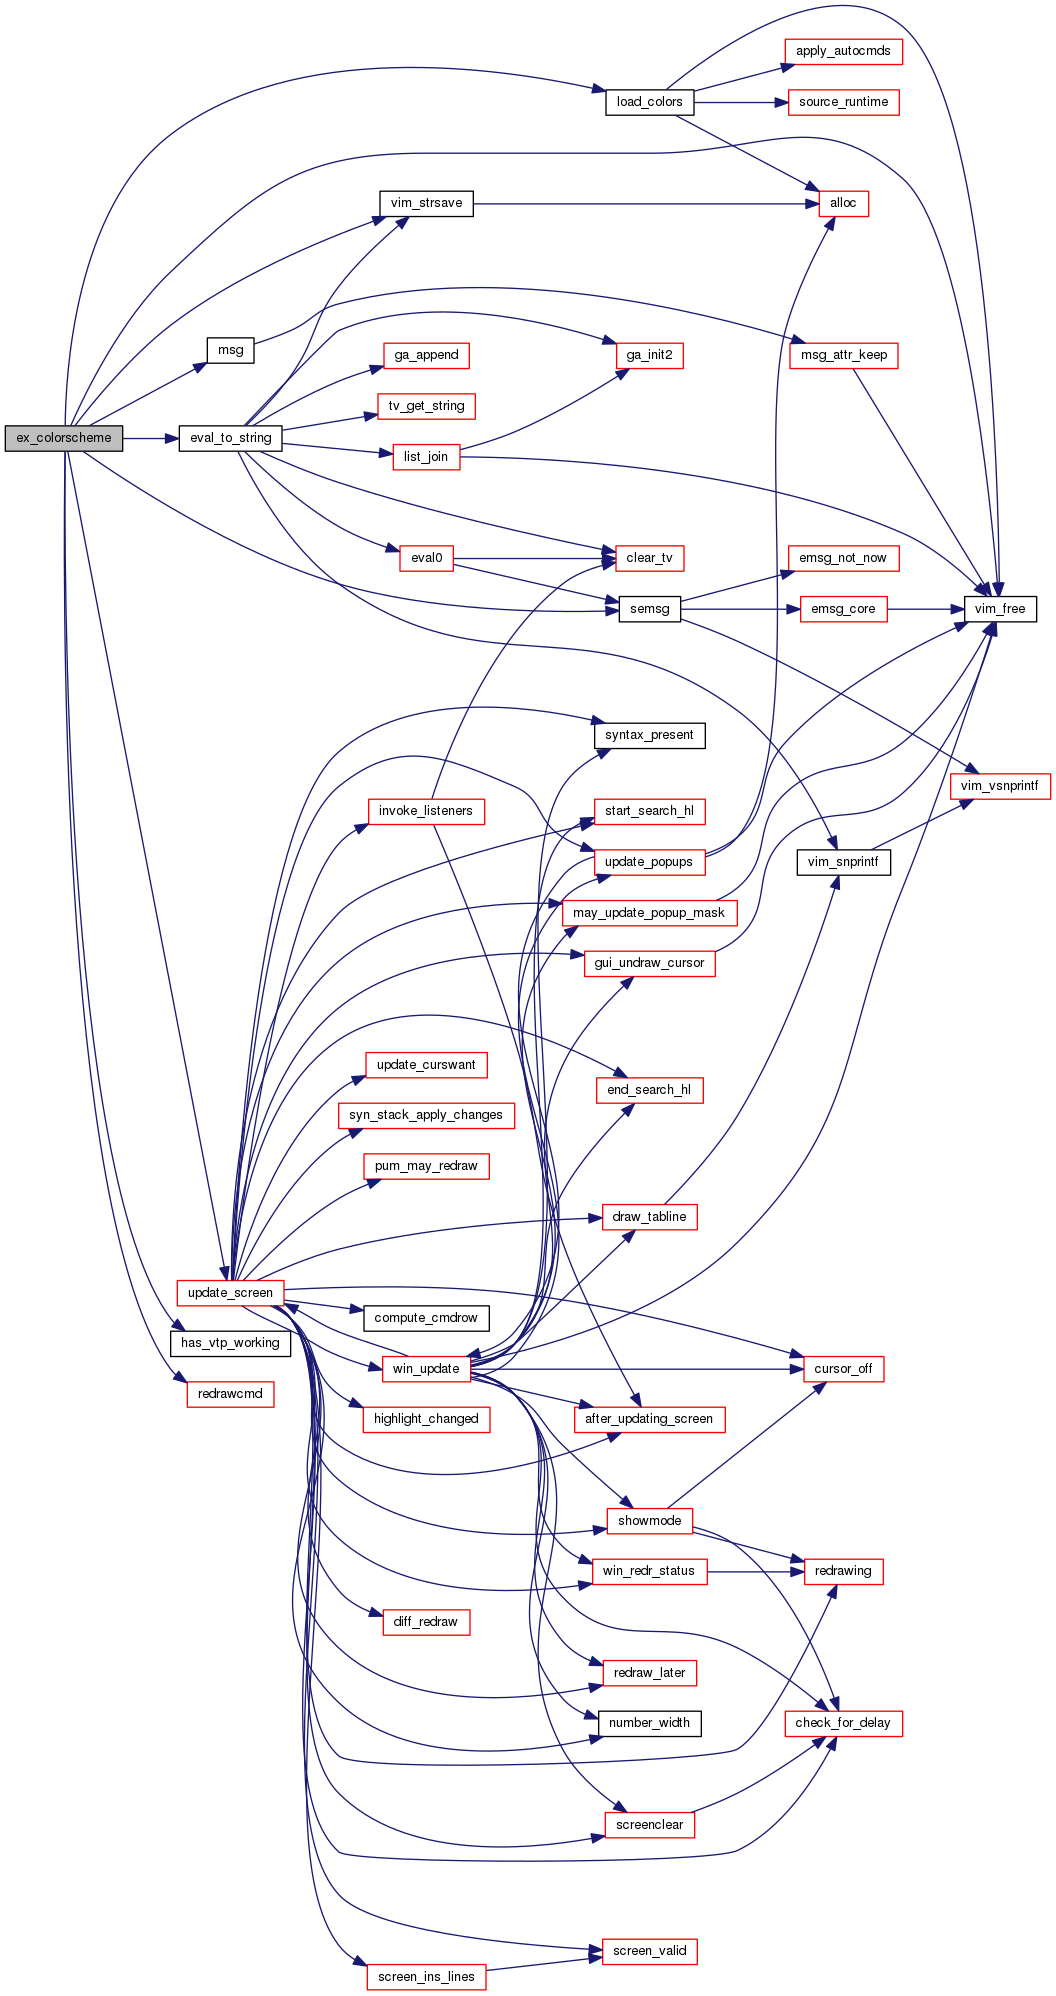 apply_autocmds
load_colors
source_runtime
vim_strsave
alloc
msg
ga_append
ga_init2
msg_attr_keep
tv_get_string
ex_colorscheme
eval_to_string
list_join
eval0
clear_tv
emsg_not_now
semsg
emsg_core
vim_free
syntax_present
vim_vsnprintf
invoke_listeners
start_search_hl
update_popups
vim_snprintf
may_update_popup_mask
gui_undraw_cursor
update_curswant
end_search_hl
syn_stack_apply_changes
pum_may_redraw
draw_tabline
update_screen
compute_cmdrow
has_vtp_working
win_update
cursor_off
redrawcmd
highlight_changed
after_updating_screen
showmode
win_redr_status
redrawing
diff_redraw
redraw_later
number_width
check_for_delay
screenclear
screen_valid
screen_ins_lines